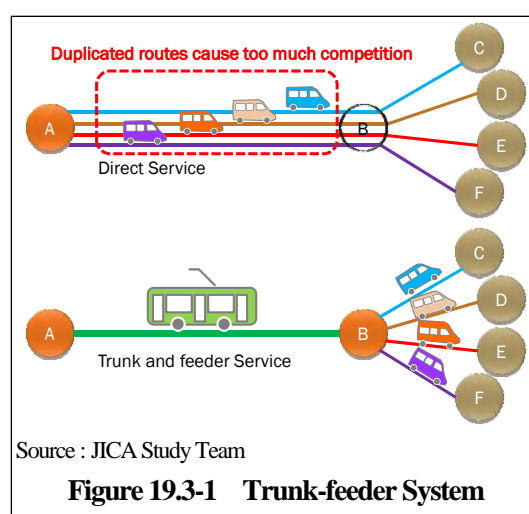 Duplicated routes cause too much competition
C
D
A
B
E
Direct Service
F
C
D
A
B
E
Trunk and feeder Service
F
Source : JICA Study Team
Figure 19.3-1 Trunk-feeder System